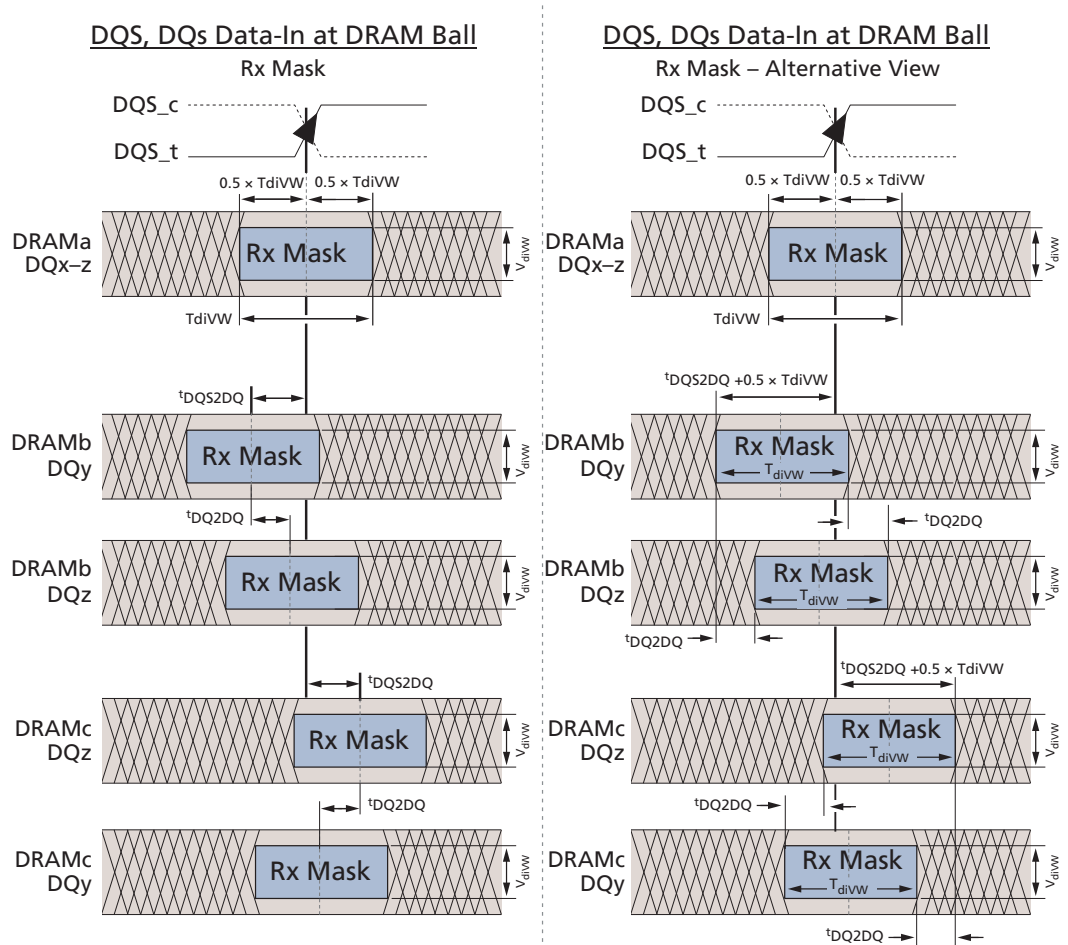 DQS, DQs Data-In at DRAM Ball
Rx Mask
DQS_c
DQS_t
0.5 × TdiVW
0.5 × TdiVW
DRAMa
DQx–z
Rx Mask
VdiVW
TdiVW
tDQS2DQ
DRAMb
DQy
Rx Mask
VdiVW
tDQ2DQ
DRAMb
DQz
Rx Mask
VdiVW
tDQS2DQ
DRAMc
DQz
Rx Mask
VdiVW
tDQ2DQ
DRAMc
DQy
Rx Mask
VdiVW
DQS, DQs Data-In at DRAM Ball
Rx Mask – Alternative View
DQS_c
DQS_t
0.5 × TdiVW
0.5 × TdiVW
DRAMa
DQx–z
Rx Mask
VdiVW
TdiVW
tDQS2DQ +0.5 × TdiVW
DRAMb
DQy
Rx Mask
TdiVW
VdiVW
tDQ2DQ
DRAMb
DQz
Rx Mask
TdiVW
VdiVW
tDQ2DQ
tDQS2DQ +0.5 × TdiVW
DRAMc
DQz
Rx Mask
TdiVW
VdiVW
tDQ2DQ
DRAMc
DQy
Rx Mask
TdiVW
VdiVW
tDQ2DQ